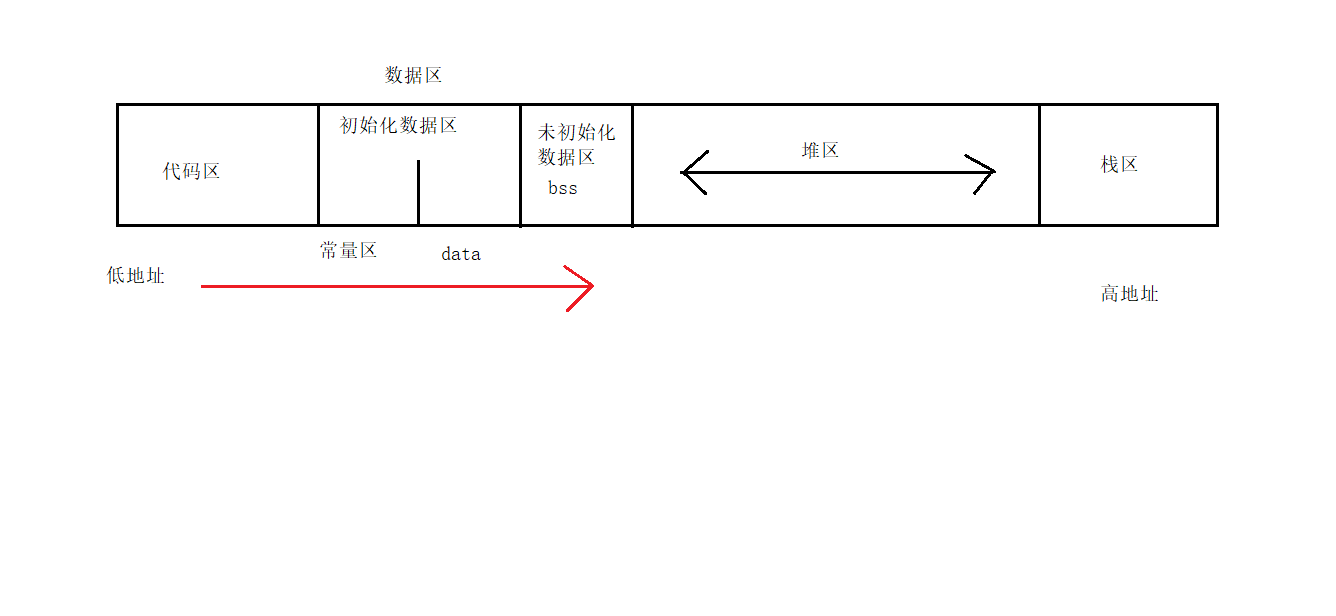 数据区
初始化数据区
未初始化
数据区
bss
代码区
堆区
栈区
常量区
data
低地址
高地址